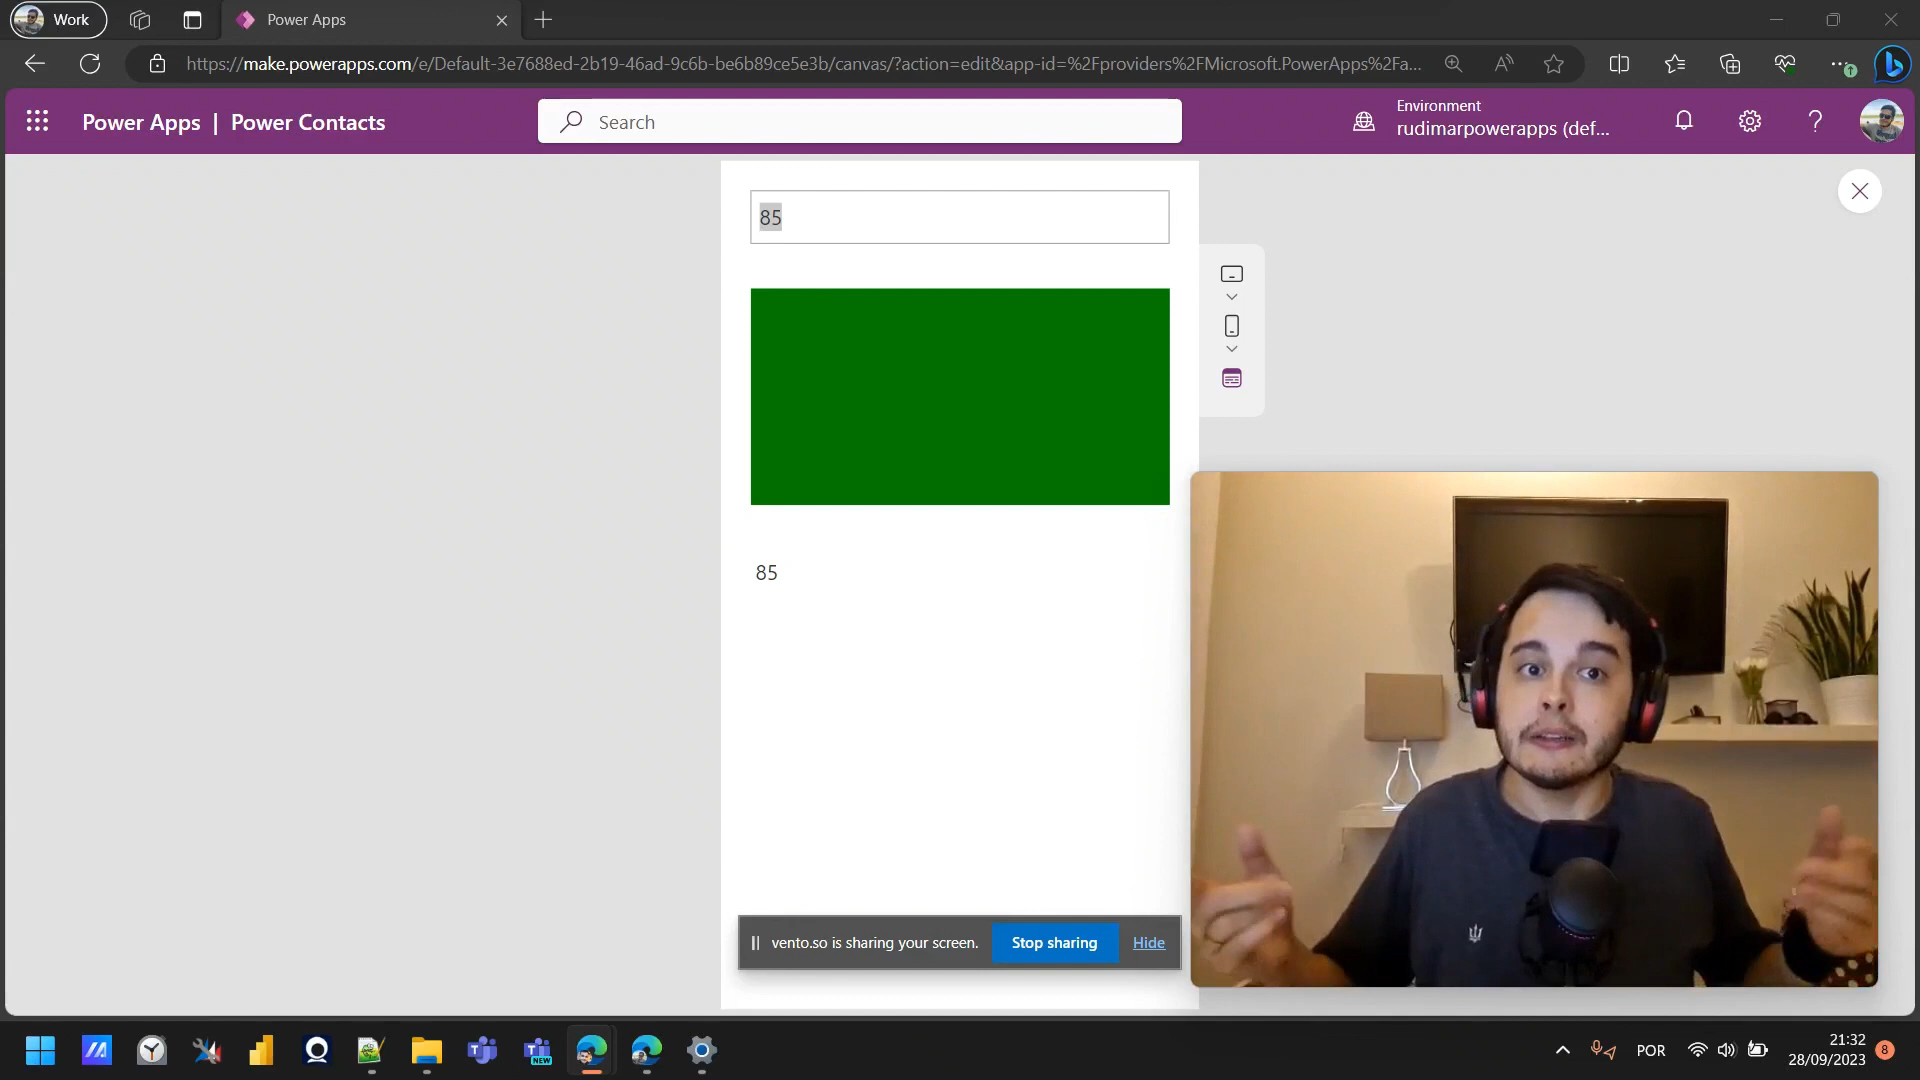 Work
Power Apps
https://make.powerapps.com/e/Default-3e7688ed-2b19-46ad-9c6b-be6b89ce5e3b/canvas/?action=edit&app-id=%2Fproviders%2FMicrosoft.PowerApps%2Fa...
Power Apps | Power Contacts
Search
Environment
rudimarpowerapps (def...
85
85
vento.so is sharing your screen.
Stop sharing
Hide
NEW
POR
21:32
28/09/2023
8